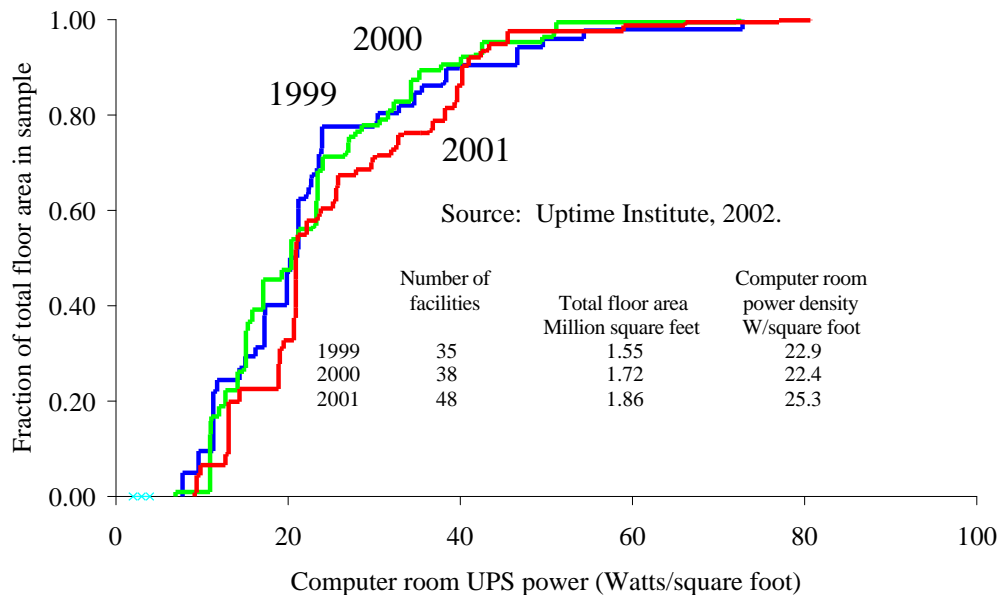 1.00
0.80
0.60
0.40
0.20
0.00
Fraction of total floor area in sample
2000
1999
2001
Source: Uptime Institute, 2002.
Number of facilities
Total floor area Million square feet
Computer room power density W/square foot
1999 35 1.55 22.9
2000 38 1.72 22.4
2001 48 1.86 25.3
0 20 40 60 80 100
Computer room UPS power (Watts/square foot)